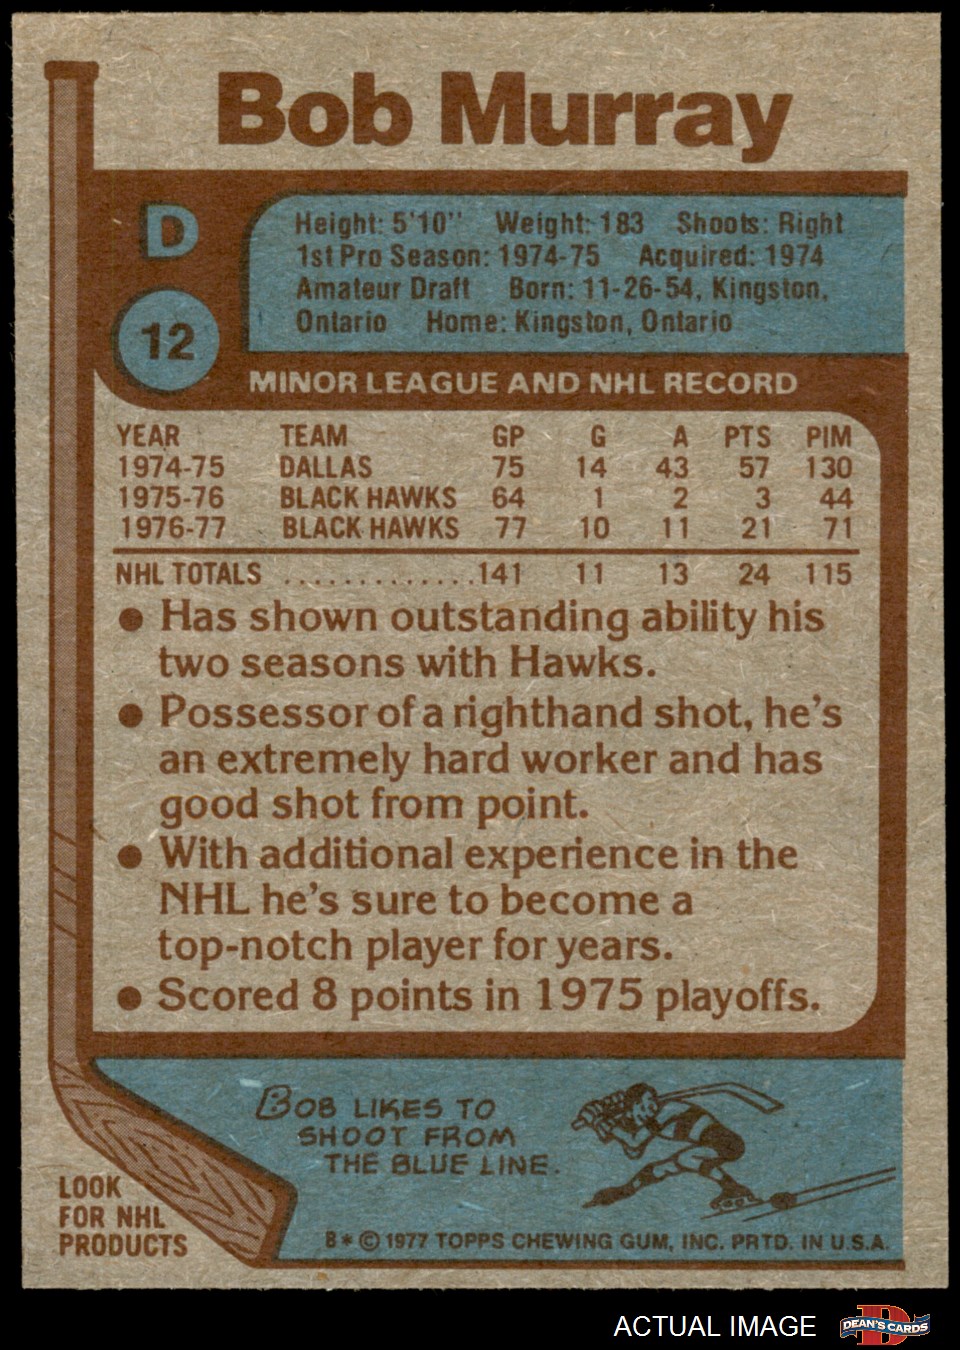 Bob Murray
D
12
Height: 5'10" Weight: 183 Shoots: Right
1st Pro Season: 1974-75 Acquired: 1974
Amateur Draft Born: 11-26-54, Kingston,
Ontario Home: Kingston, Ontario
MINOR LEAGUE AND NHL RECORD
YEAR TEAM GP G A PTS PIM
1974-75 DALLAS 75 14 43 57 130
1975-76 BLACK HAWKS 64 1 2 3 44
1976-77 BLACK HAWKS 77 10 11 21 71
NHL TOTALS .............141 11 13 24 115
• Has shown outstanding ability his
two seasons with Hawks.
• Possessor of a righthand shot, he's
an extremely hard worker and has
good shot from point.
• With additional experience in the
NHL he's sure to become a
top-notch player for years.
• Scored 8 points in 1975 playoffs.
BOB LIKES TO
SHOOT FROM
THE BLUE LINE.
LOOK
FOR NHL
PRODUCTS
B* © 1977 TOPPS CHEWING GUM, INC. PRTD. IN U.S.A.
ACTUAL IMAGE
D
DEAN'S CARDS